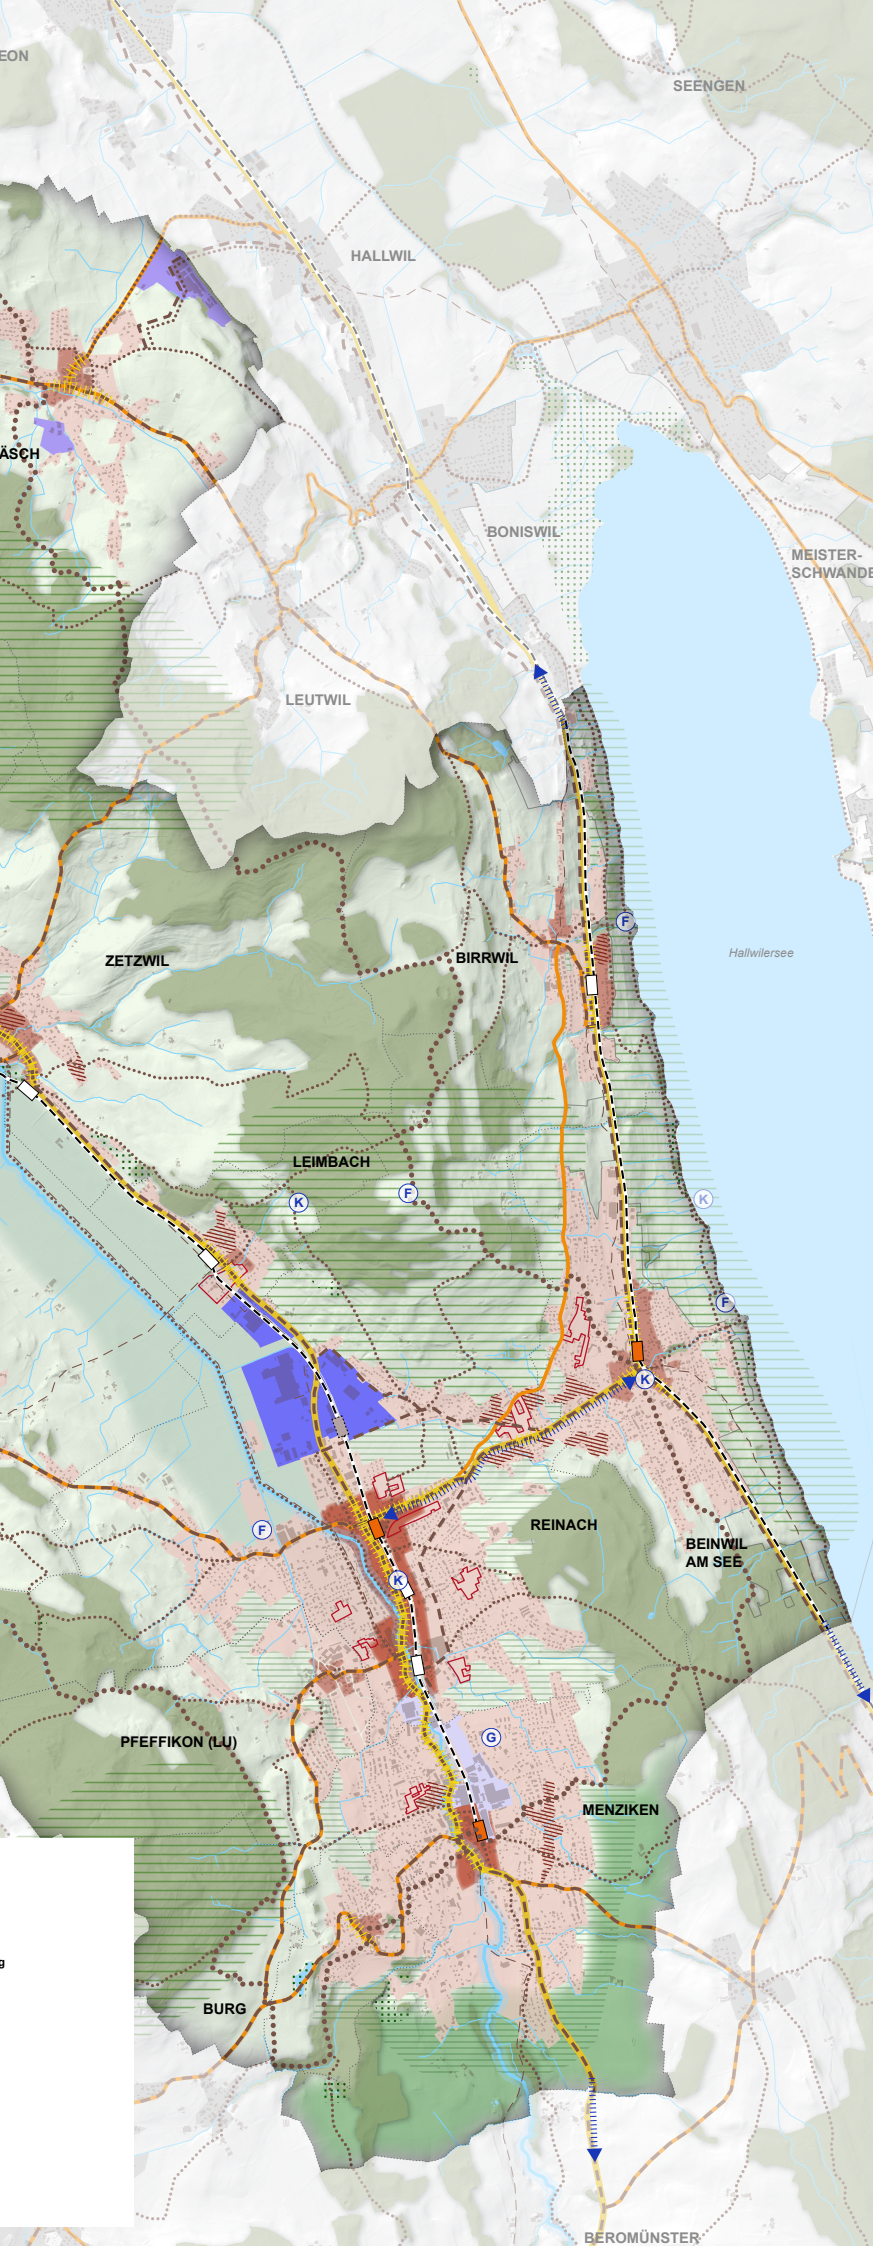 EON
SEENGEN
HALLWIL
ÄSCH
BONISWIL
MEISTER-
SCHWANDE
LEUTWIL
F
ZETZWIL
BIRRWIL
Hallwilersee
LEIMBACH
K
F
K
F
K
REINACH
F
BEINWIL
AM SEE
K
PFEFFIKON (LU)
G
MENZIKEN
g
BURG
BEROMÜNSTER